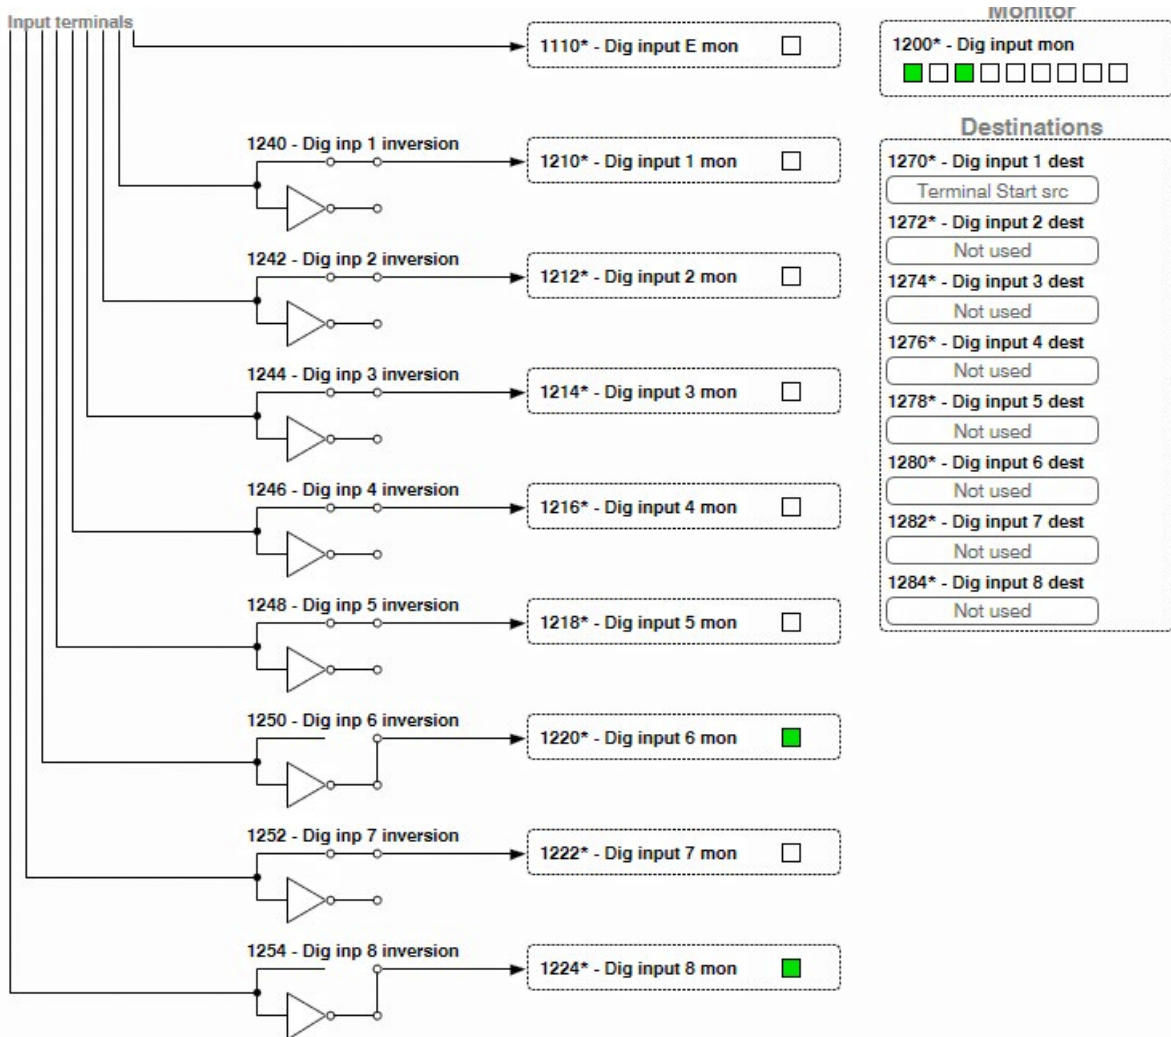 Input terminals
1110* - Dig input E mon
1240 - Dig inp 1 inversion
1210* - Dig input 1 mon
1242 - Dig inp 2 inversion
1212* - Dig input 2 mon
1244 - Dig inp 3 inversion
1214* - Dig input 3 mon
1246 - Dig inp 4 inversion
1216* - Dig input 4 mon
1248 - Dig inp 5 inversion
1218* - Dig input 5 mon
1250 - Dig inp 6 inversion
1220* - Dig input 6 mon
1252 - Dig inp 7 inversion
1222* - Dig input 7 mon
1254 - Dig inp 8 inversion
1224* - Dig input 8 mon
Monitor
1200* - Dig input mon
Destinations
1270* - Dig input 1 dest
Terminal Start src
1272* - Dig input 2 dest
Not used
1274* - Dig input 3 dest
Not used
1276* - Dig input 4 dest
Not used
1278* - Dig input 5 dest
Not used
1280* - Dig input 6 dest
Not used
1282* - Dig input 7 dest
Not used
1284* - Dig input 8 dest
Not used